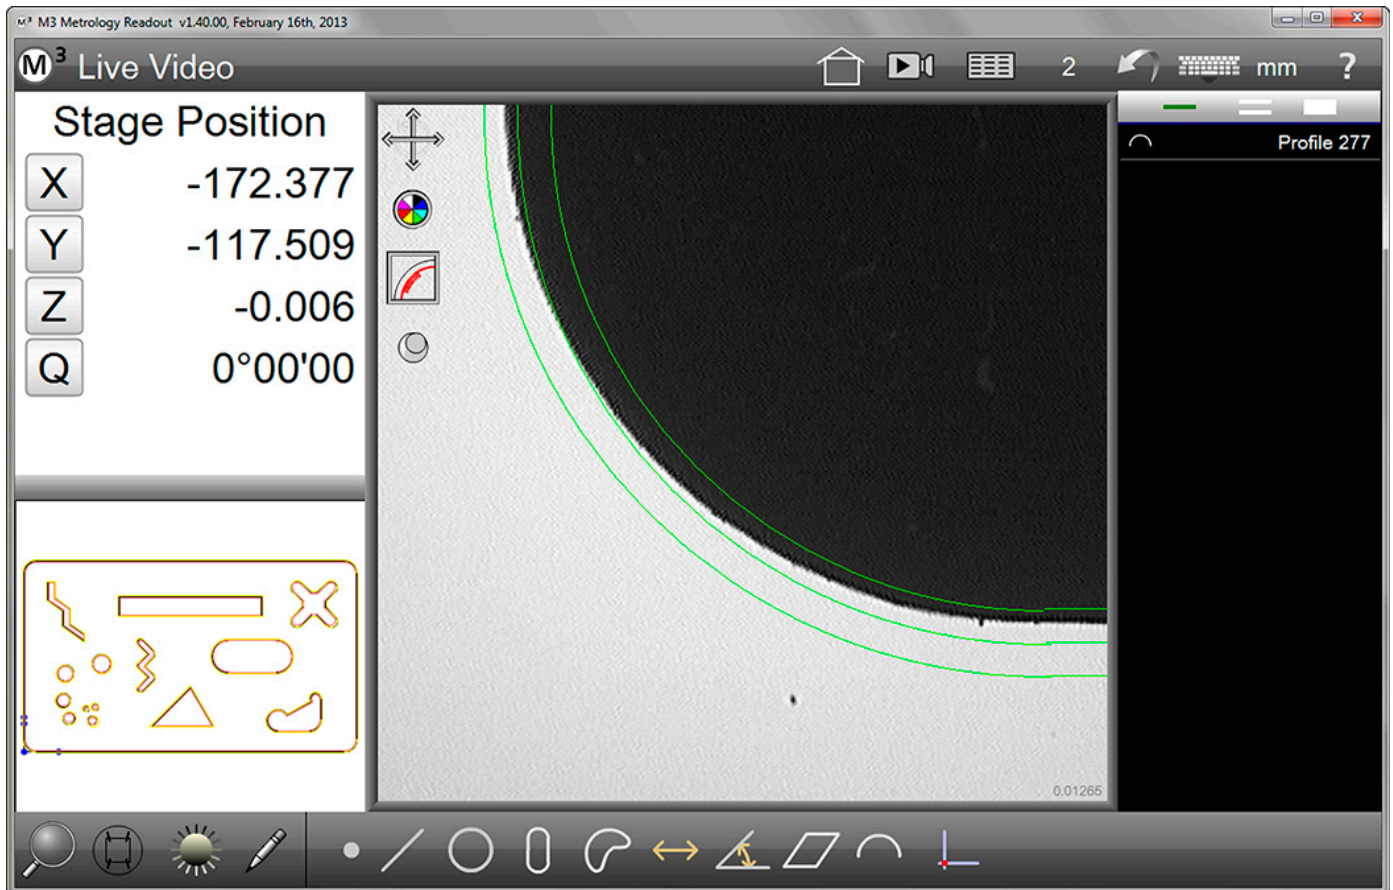 M³ M3 Metrology Readout v1.40.00, February 16th, 2013
M³ Live Video
2
mm
?
Stage Position
X -172.377
Y -117.509
Z -0.006
Q 0°00'00
Profile 277
0.01265